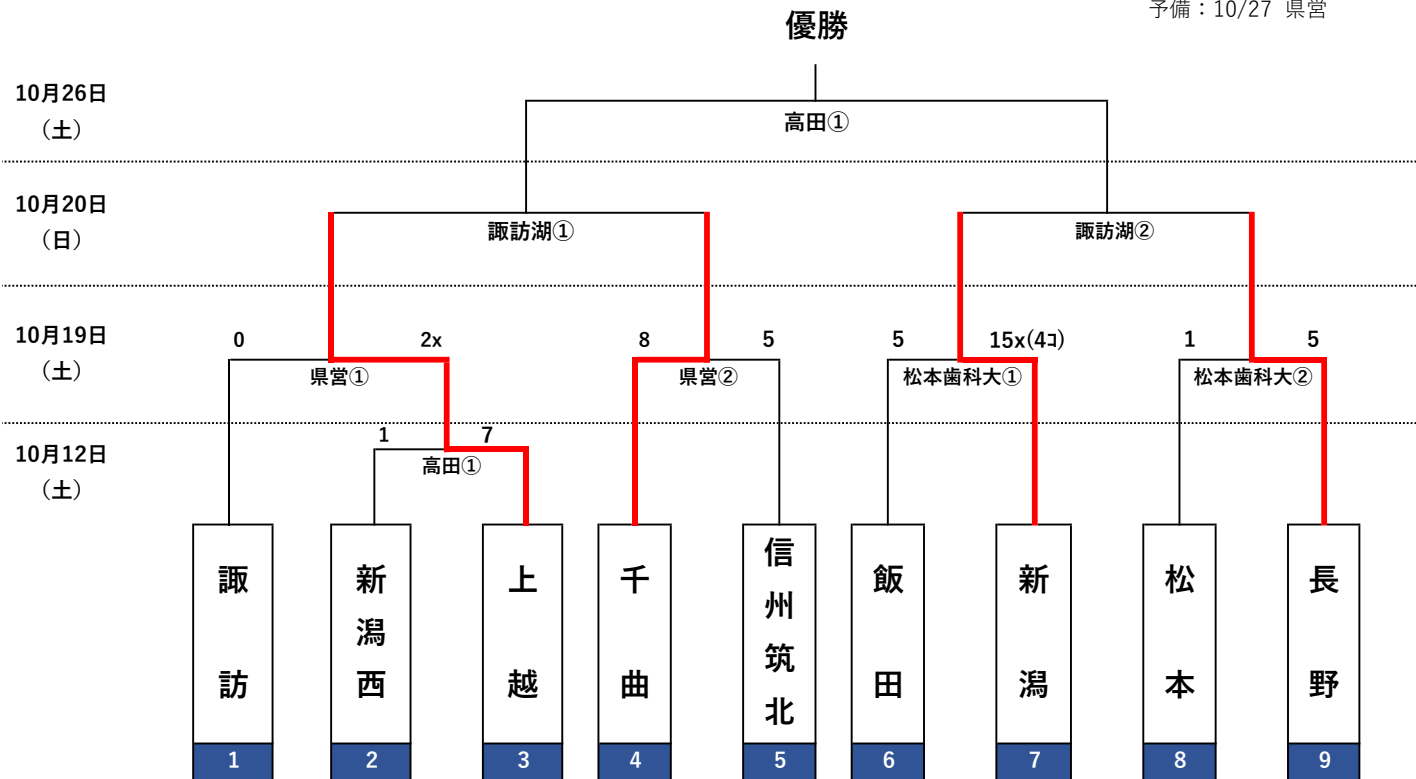 予備：10/27 県営
優勝
10月26日
（土）
高田①
10月20日
（日）
諏訪湖①
諏訪湖②
10月19日
（土）
0
2x
8
5
5
15x(4ｺ)
1
5
県営①
県営②
松本歯科大①
松本歯科大②
10月12日
（土）
1
7
高田①
諏訪
新潟西
上越
千曲
信州筑北
飯田
新潟
松本
長野
1
2
3
4
5
6
7
8
9